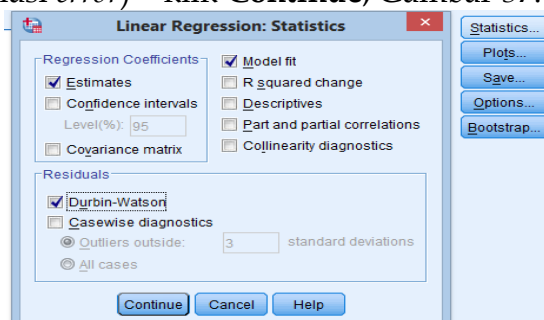 klik Continue, Gambar
Linear Regression: Statistics
Regression Coefficients
Estimates
Confidence intervals
Level(%): 95
Covariance matrix
Model fit
R squared change
Descriptives
Part and partial correlations
Collinearity diagnostics
Residuals
Durbin-Watson
Casewise diagnostics
Outliers outside: 3 standard deviations
All cases
Continue Cancel Help
Statistics...
Plots...
Save...
Options...
Bootstrap...